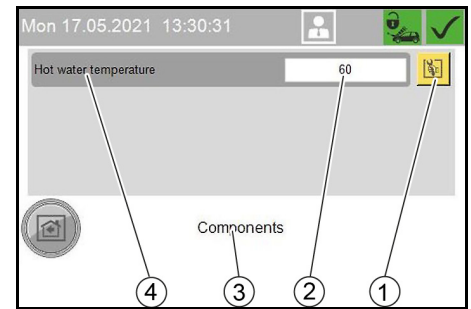 Mon 17.05.2021 13:30:31
Hot water temperature 60
Components
4 3 2 1